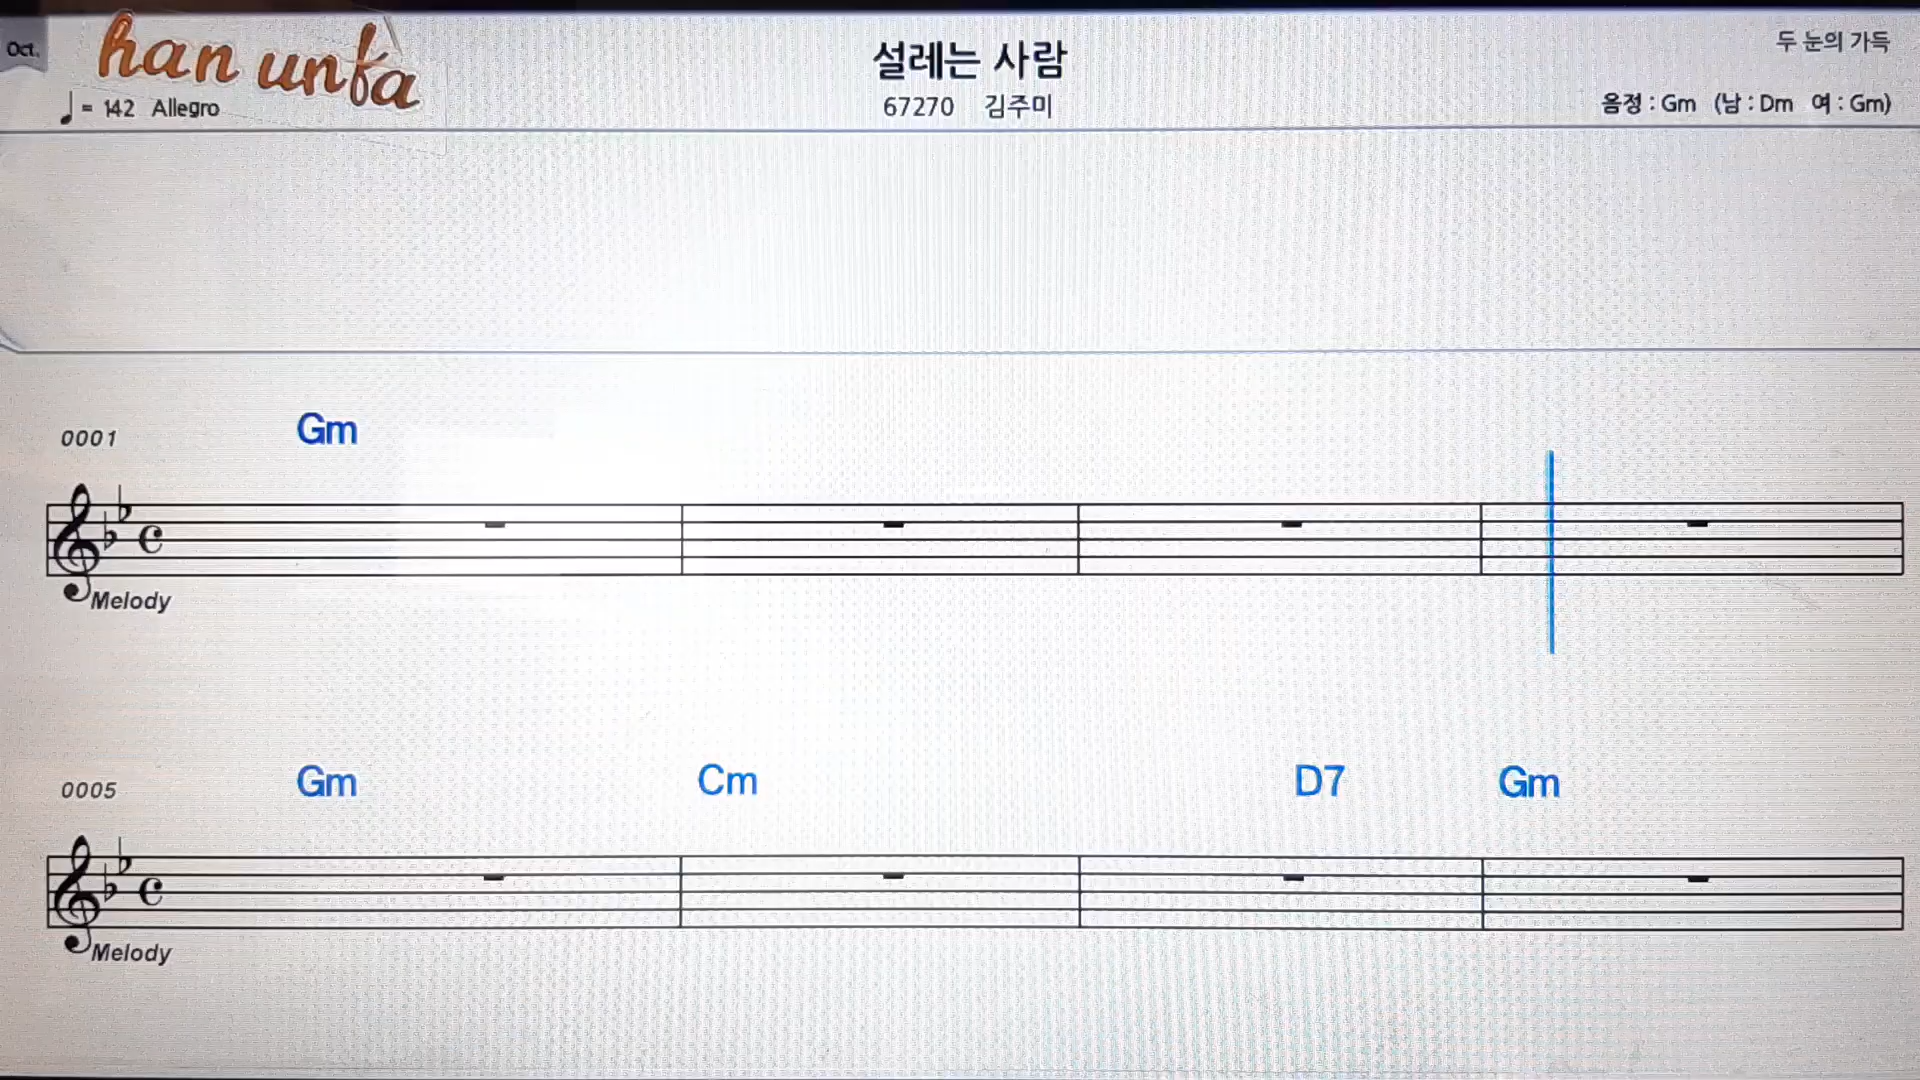 Oct.
han unfa
설레는 사람
두 눈의 가득
♩ = 142 Allegro
67270 김주미
음정 : Gm (남 : Dm 여 : Gm)
0001 Gm
Melody
0005 Gm Cm D7 Gm
Melody